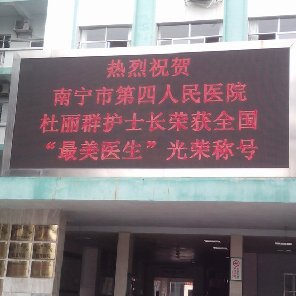 热烈祝贺
南宁市第四人民医院
杜丽群护士长荣获全国
“最美医生”光荣称号